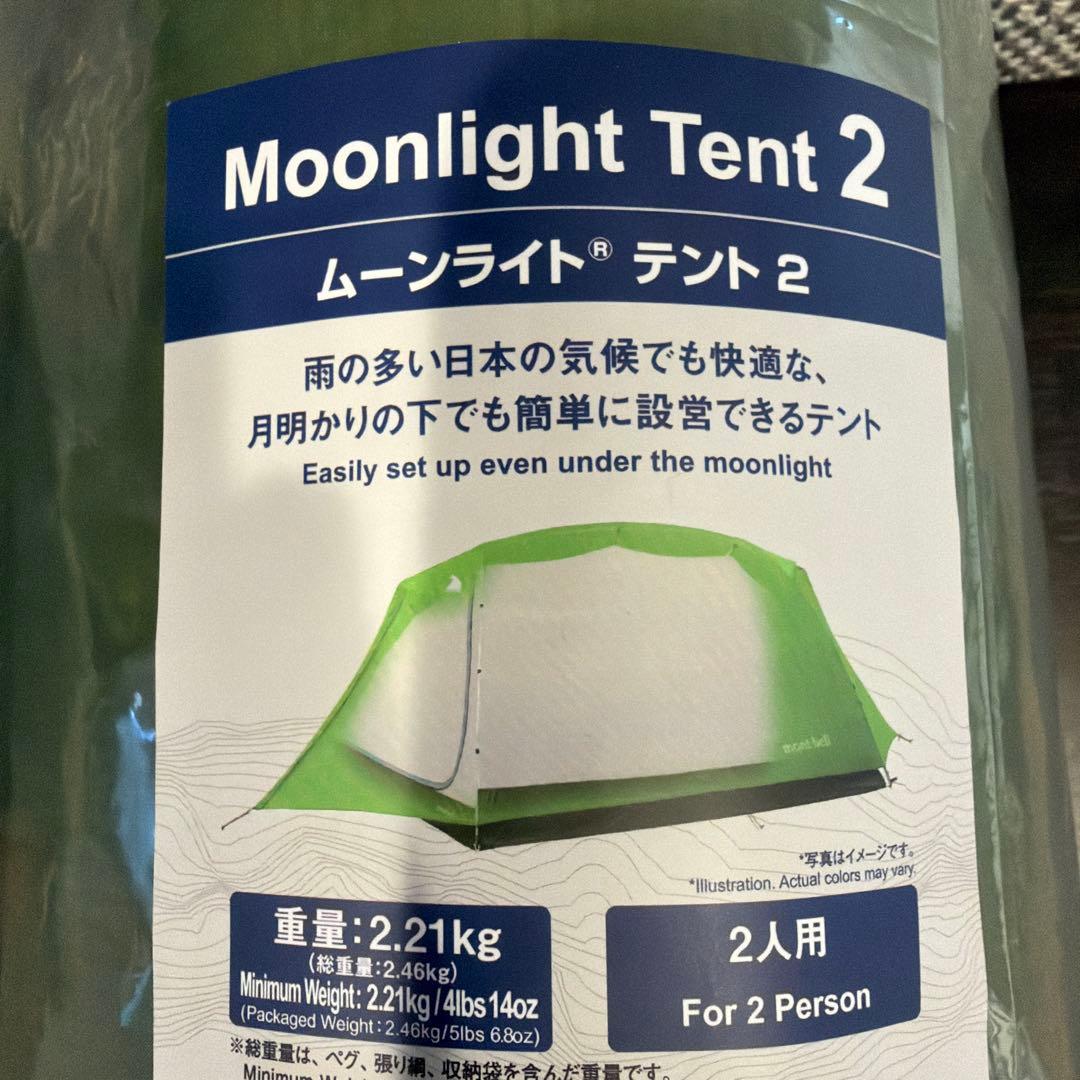 Moonlight Tent 2
ムーンライト® テント 2
雨の多い日本の気候でも快適な、
月明かりの下でも簡単に設営できるテント
Easily set up even under the moonlight
mont-bell
*写真はイメージです。
*Illustration. Actual colors may vary.
重量:2.21kg
(総重量:2.46kg)
Minimum Weight: 2.21kg/4lbs 14oz
(Packaged Weight: 2.46kg/5lbs 6.8oz)
2人用
For 2 Person
※総重量は、ペグ、張り綱、収納袋を含んだ重量です。
Minimum